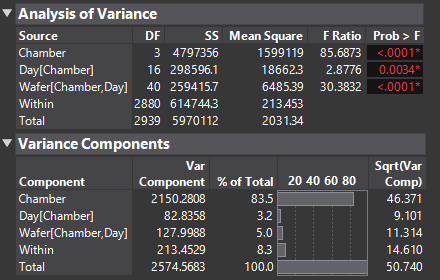 Analysis of Variance
Source DF SS Mean Square F Ratio Prob > F
Chamber 3 4797356 1599119 85.6873 <.0001*
Day[Chamber] 16 298596.1 18662.3 2.8776 0.0034*
Wafer[Chamber,Day] 40 259415.7 6485.39 30.3832 <.0001*
Within 2880 614744.3 213.453
Total 2939 5970112 2031.34
Variance Components
Var Sqrt(Var
Component Component % of Total 20 40 60 80 Comp)
Chamber 2150.2808 83.5 46.371
Day[Chamber] 82.8358 3.2 9.101
Wafer[Chamber,Day] 127.9988 5.0 11.314
Within 213.4529 8.3 14.610
Total 2574.5683 100.0 50.740